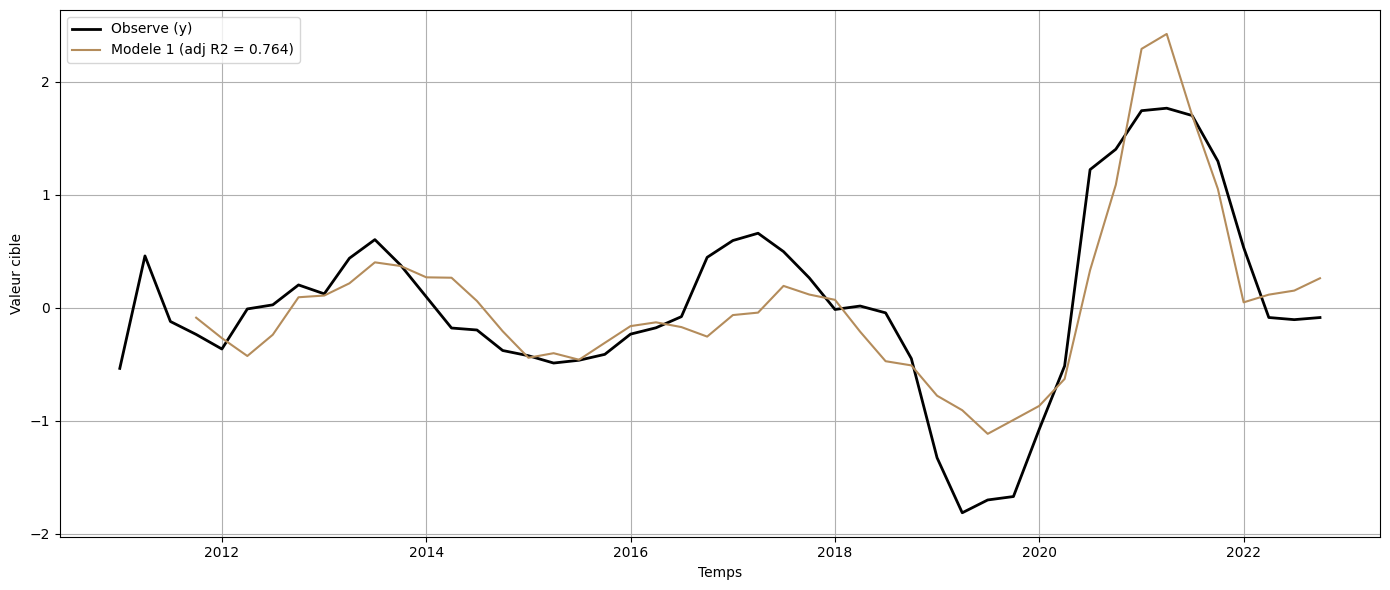 Observe (y)
Modele 1 (adj R2 = 0.764)
Valeur cible
2
1
0
−1
−2
2012
2014
2016
2018
2020
2022
Temps